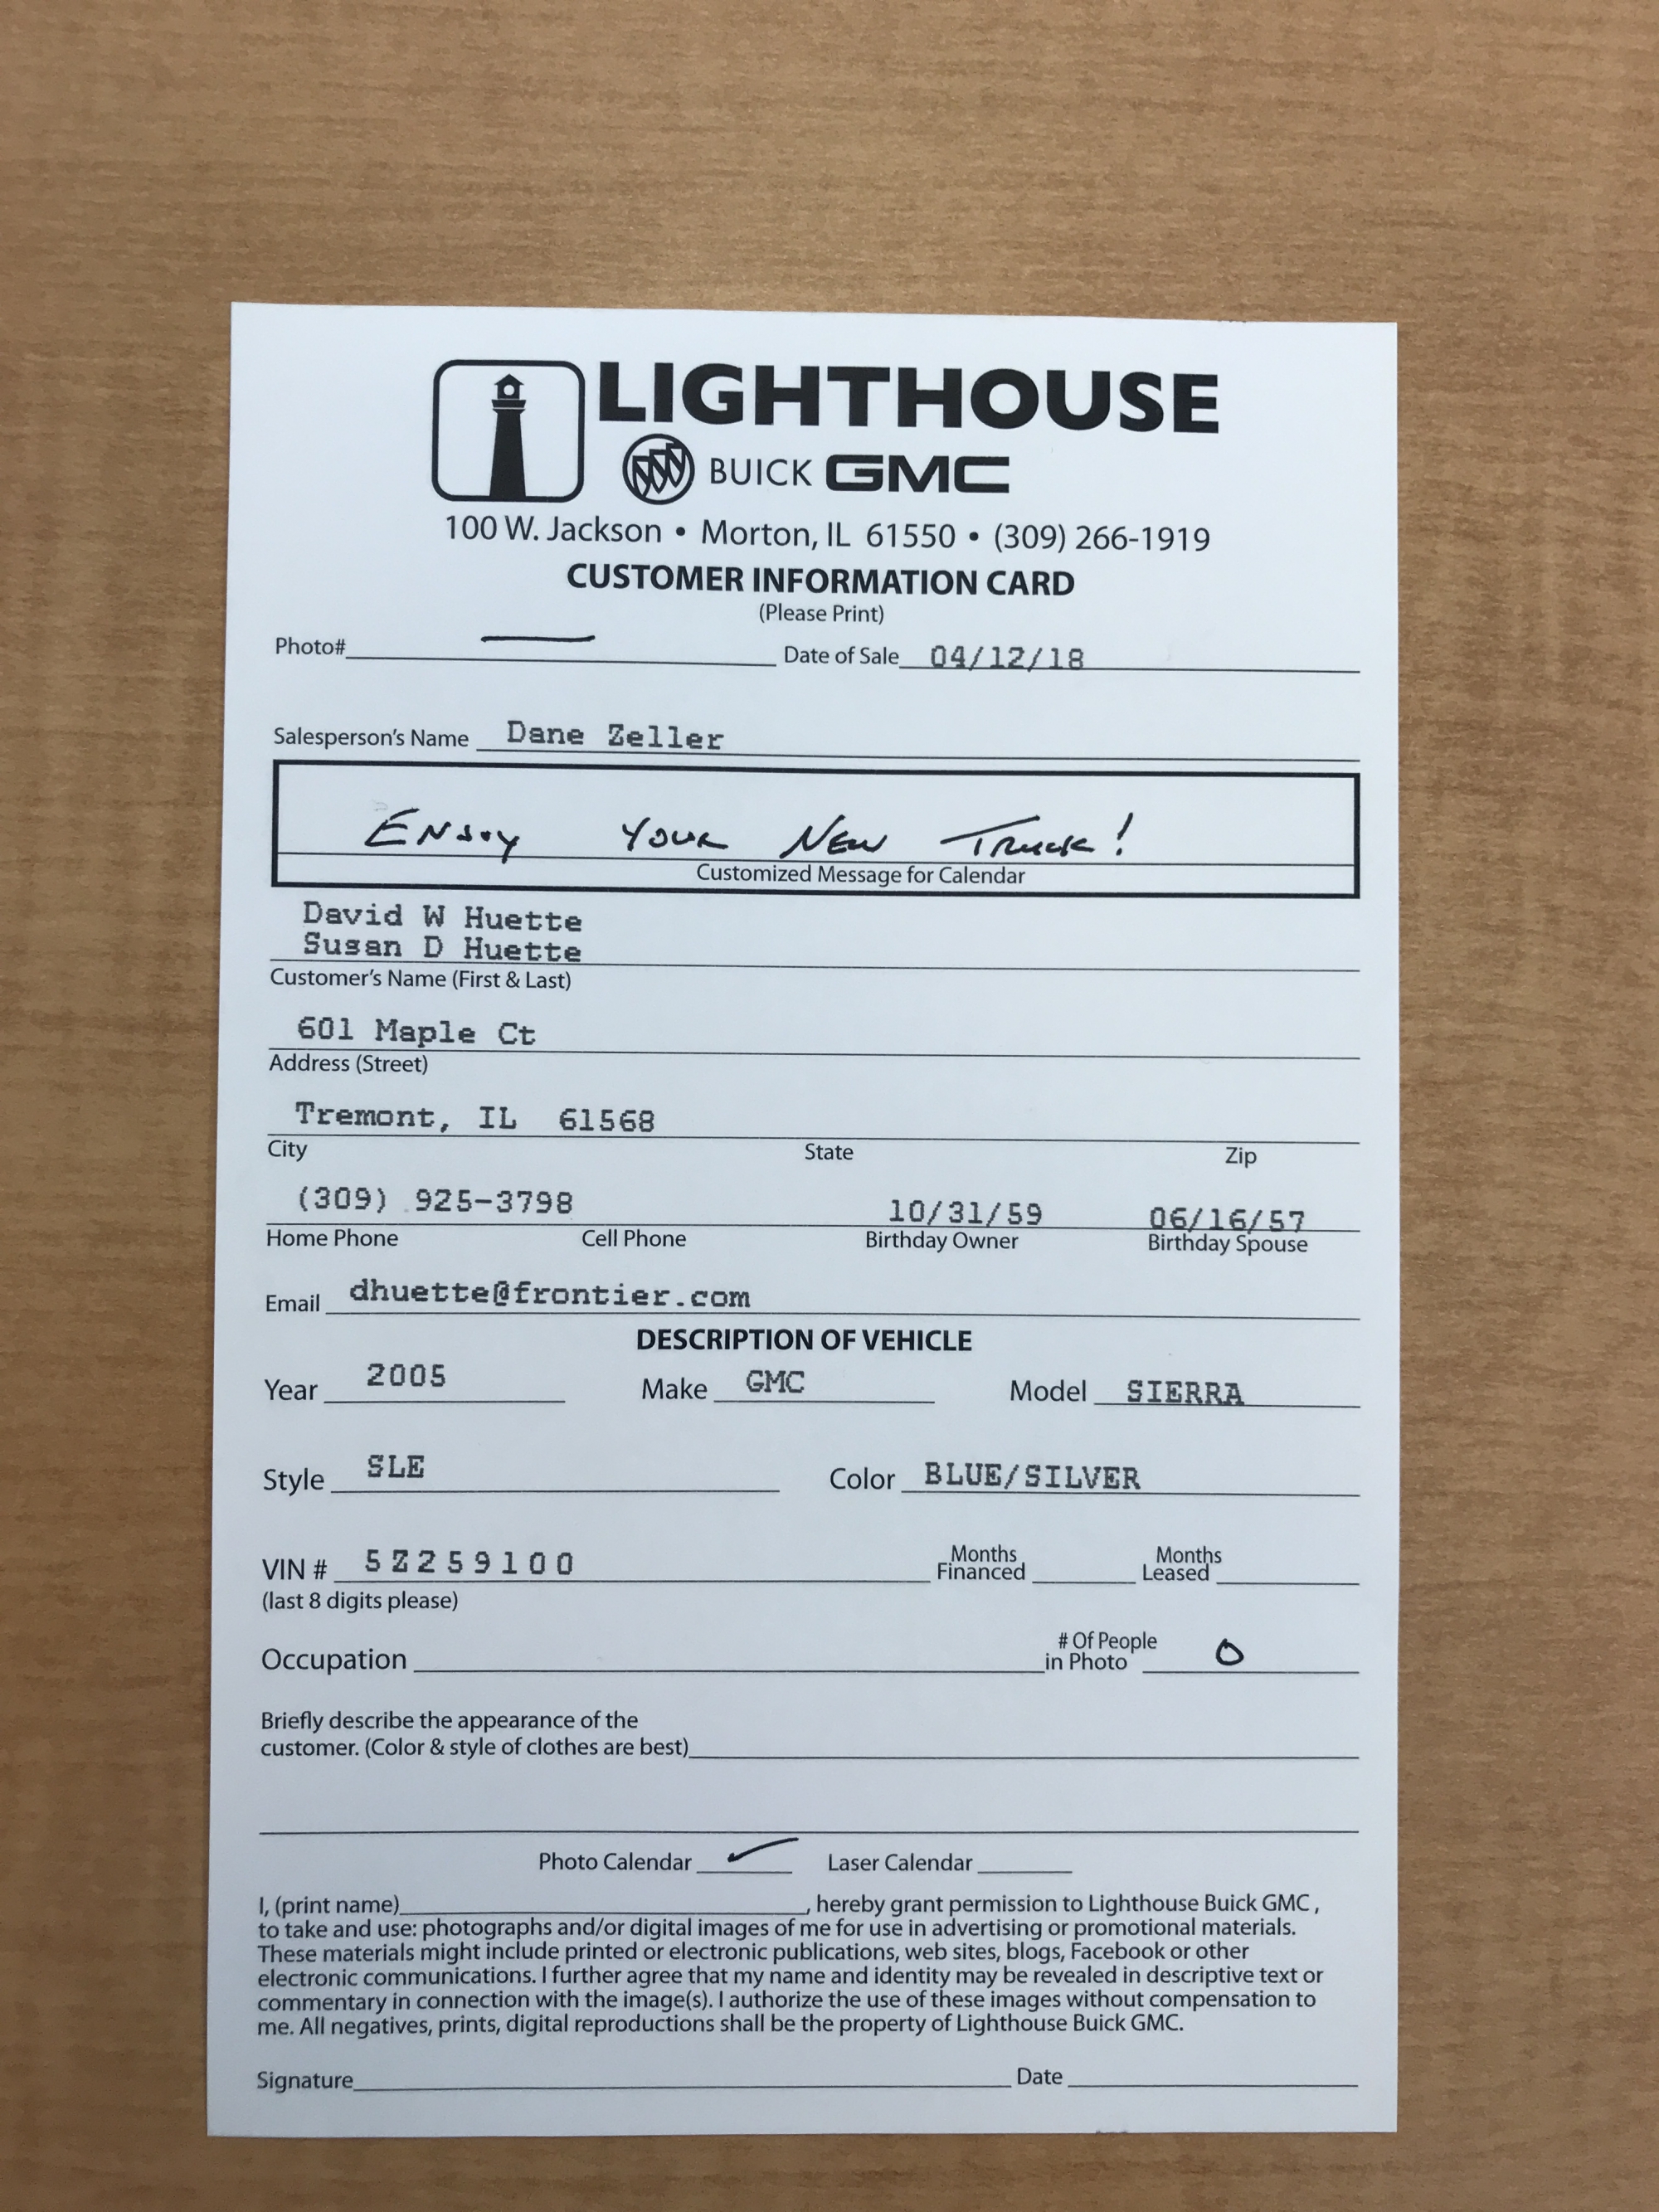 LIGHTHOUSE
BUICK GMC
100 W. Jackson • Morton, IL 61550 • (309) 266-1919
CUSTOMER INFORMATION CARD
(Please Print)
Photo# — Date of Sale 04/12/18
Salesperson's Name Dane Zeller
ENJOY YOUR NEW TRUCK!
Customized Message for Calendar
David W Huette
Susan D Huette
Customer's Name (First & Last)
601 Maple Ct
Address (Street)
Tremont, IL 61568
City State Zip
(309) 925-3798 10/31/59 06/16/57
Home Phone Cell Phone Birthday Owner Birthday Spouse
Email dhuette@frontier.com
DESCRIPTION OF VEHICLE
Year 2005 Make GMC Model SIERRA
Style SLE Color BLUE/SILVER
VIN # 5Z259100 Months Financed Months Leased
(last 8 digits please)
Occupation # Of People in Photo 0
Briefly describe the appearance of the
customer. (Color & style of clothes are best)
Photo Calendar ✓ Laser Calendar
I, (print name) , hereby grant permission to Lighthouse Buick GMC ,
to take and use: photographs and/or digital images of me for use in advertising or promotional materials.
These materials might include printed or electronic publications, web sites, blogs, Facebook or other
electronic communications. I further agree that my name and identity may be revealed in descriptive text or
commentary in connection with the image(s). I authorize the use of these images without compensation to
me. All negatives, prints, digital reproductions shall be the property of Lighthouse Buick GMC.
Signature Date